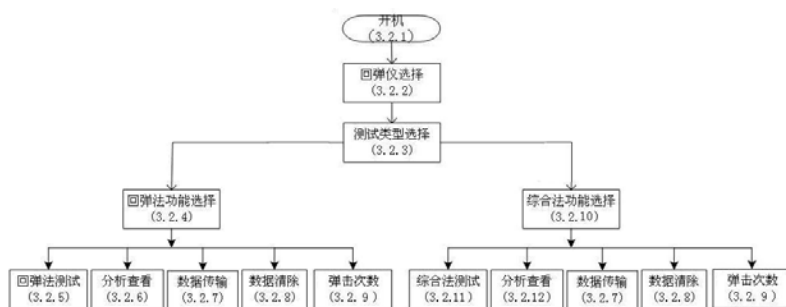 开机
(3.2.1)
回弹仪选择
(3.2.2)
测试类型选择
(3.2.3)
回弹法功能选择
(3.2.4)
综合法功能选择
(3.2.10)
回弹法测试
(3.2.5)
分析查看
(3.2.6)
数据传输
(3.2.7)
数据清除
(3.2.8)
弹击次数
(3.2.9)
综合法测试
(3.2.11)
分析查看
(3.2.12)
数据传输
(3.2.7)
数据清除
(3.2.8)
弹击次数
(3.2.9)